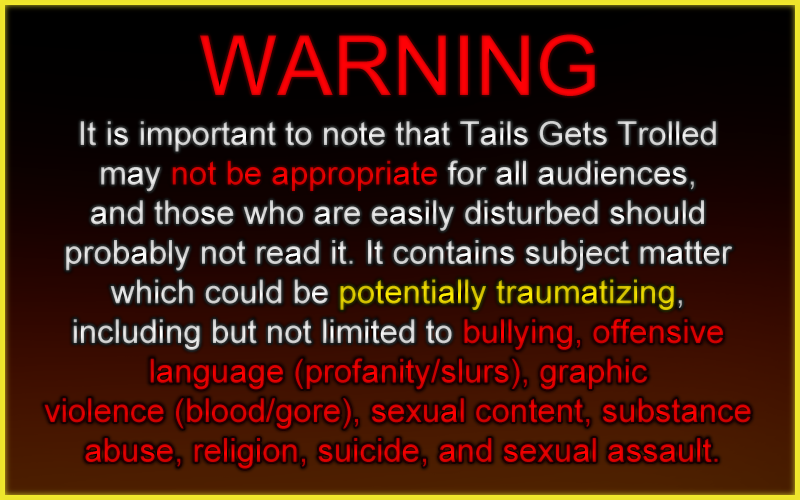 WARNING
It is important to note that Tails Gets Trolled
may not be appropriate for all audiences,
and those who are easily disturbed should
probably not read it. It contains subject matter
which could be potentially traumatizing,
including but not limited to bullying, offensive
language (profanity/slurs), graphic
violence (blood/gore), sexual content, substance
abuse, religion, suicide, and sexual assault.